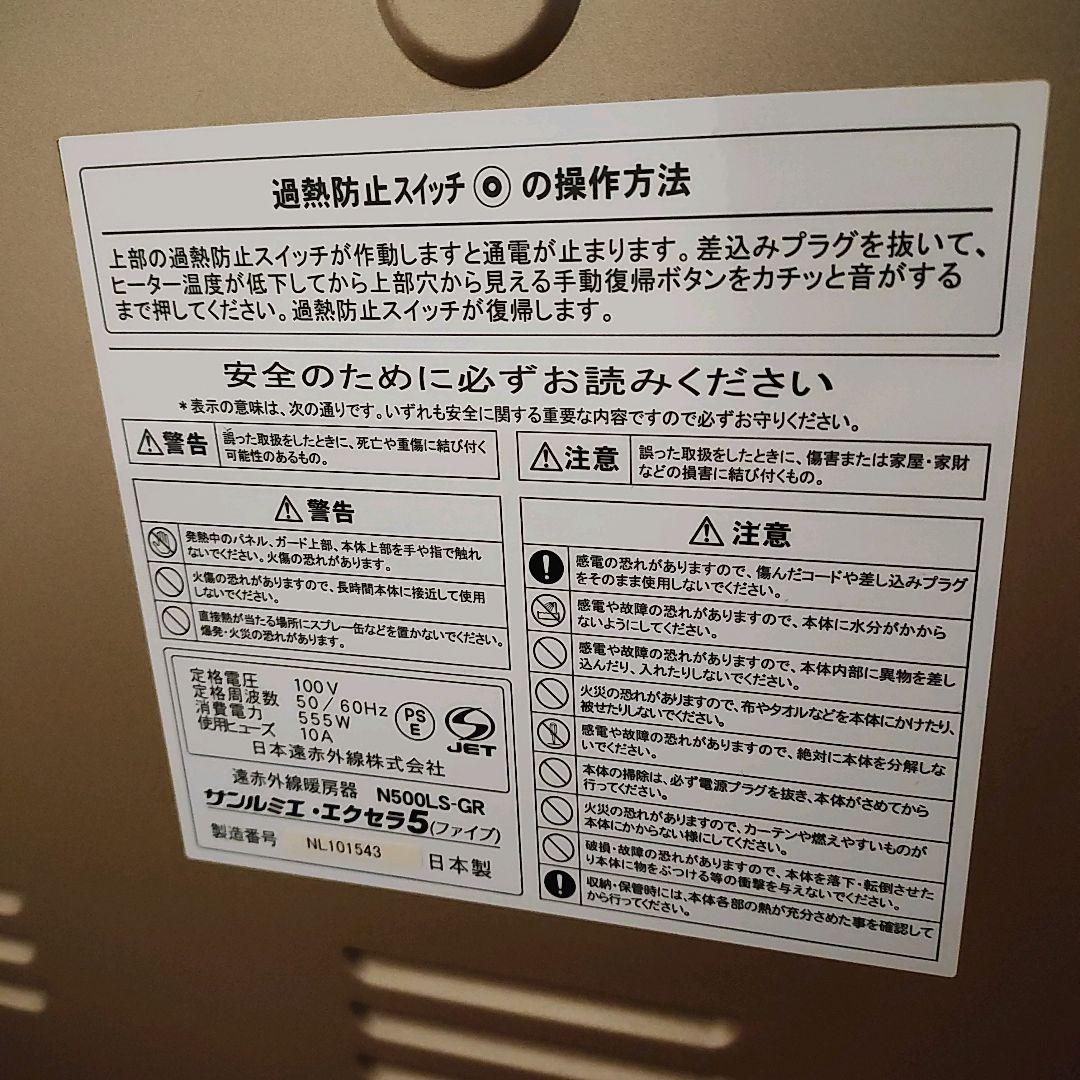 過熱防止スイッチ◎の操作方法
上部の過熱防止スイッチが作動しますと通電が止まります。差込みプラグを抜いて、
ヒーター温度が低下してから上部穴から見える手動復帰ボタンをカチッと音がする
まで押してください。過熱防止スイッチが復帰します。
安全のために必ずお読みください
*表示の意味は、次の通りです。いずれも安全に関する重要な内容ですので必ずお守りください。
⚠警告
誤った取扱をしたときに、死亡や重傷に結び付く
可能性のあるもの。
⚠注意
誤った取扱をしたときに、傷害または家屋・家財
などの損害に結び付くもの。
⚠警告
発熱中のパネル、ガード上部、本体上部を手や指で触れ
ないでください。火傷の恐れがあります。
火傷の恐れがありますので、長時間本体に接近して使用
しないでください。
直接熱が当たる場所にスプレー缶などを置かないでください。
爆発・火災の恐れがあります。
定格電圧 100V
定格周波数 50/60Hz
消費電力 555W
使用ヒューズ 10A
PS
E
JET
日本遠赤外線株式会社
遠赤外線暖房器 N500LS-GR
サンルミエ・エクセラ5(ファイブ)
製造番号 NL101543 日本製
⚠注意
感電の恐れがありますので、傷んだコードや差し込みプラグ
をそのまま使用しないでください。
感電や故障の恐れがありますので、本体に水分がかから
ないようにしてください。
感電や故障の恐れがありますので、本体内部に異物を差し
込んだり、入れたりしないでください。
火災の恐れがありますので、布やタオルなどを本体にかけたり、
被せたりしないでください。
感電や故障の恐れがありますので、絶対に本体を分解しな
いでください。
本体の掃除は、必ず電源プラグを抜き、本体がさめてから
行ってください。
火災の恐れがありますので、カーテンや燃えやすいものが
本体にかからない様にしてください。
破損・故障の恐れがありますので、本体を落下・転倒させた
り本体に物をぶつける等の衝撃を与えないでください。
収納・保管時には、本体各部の熱が充分さめた事を確認して
から行ってください。